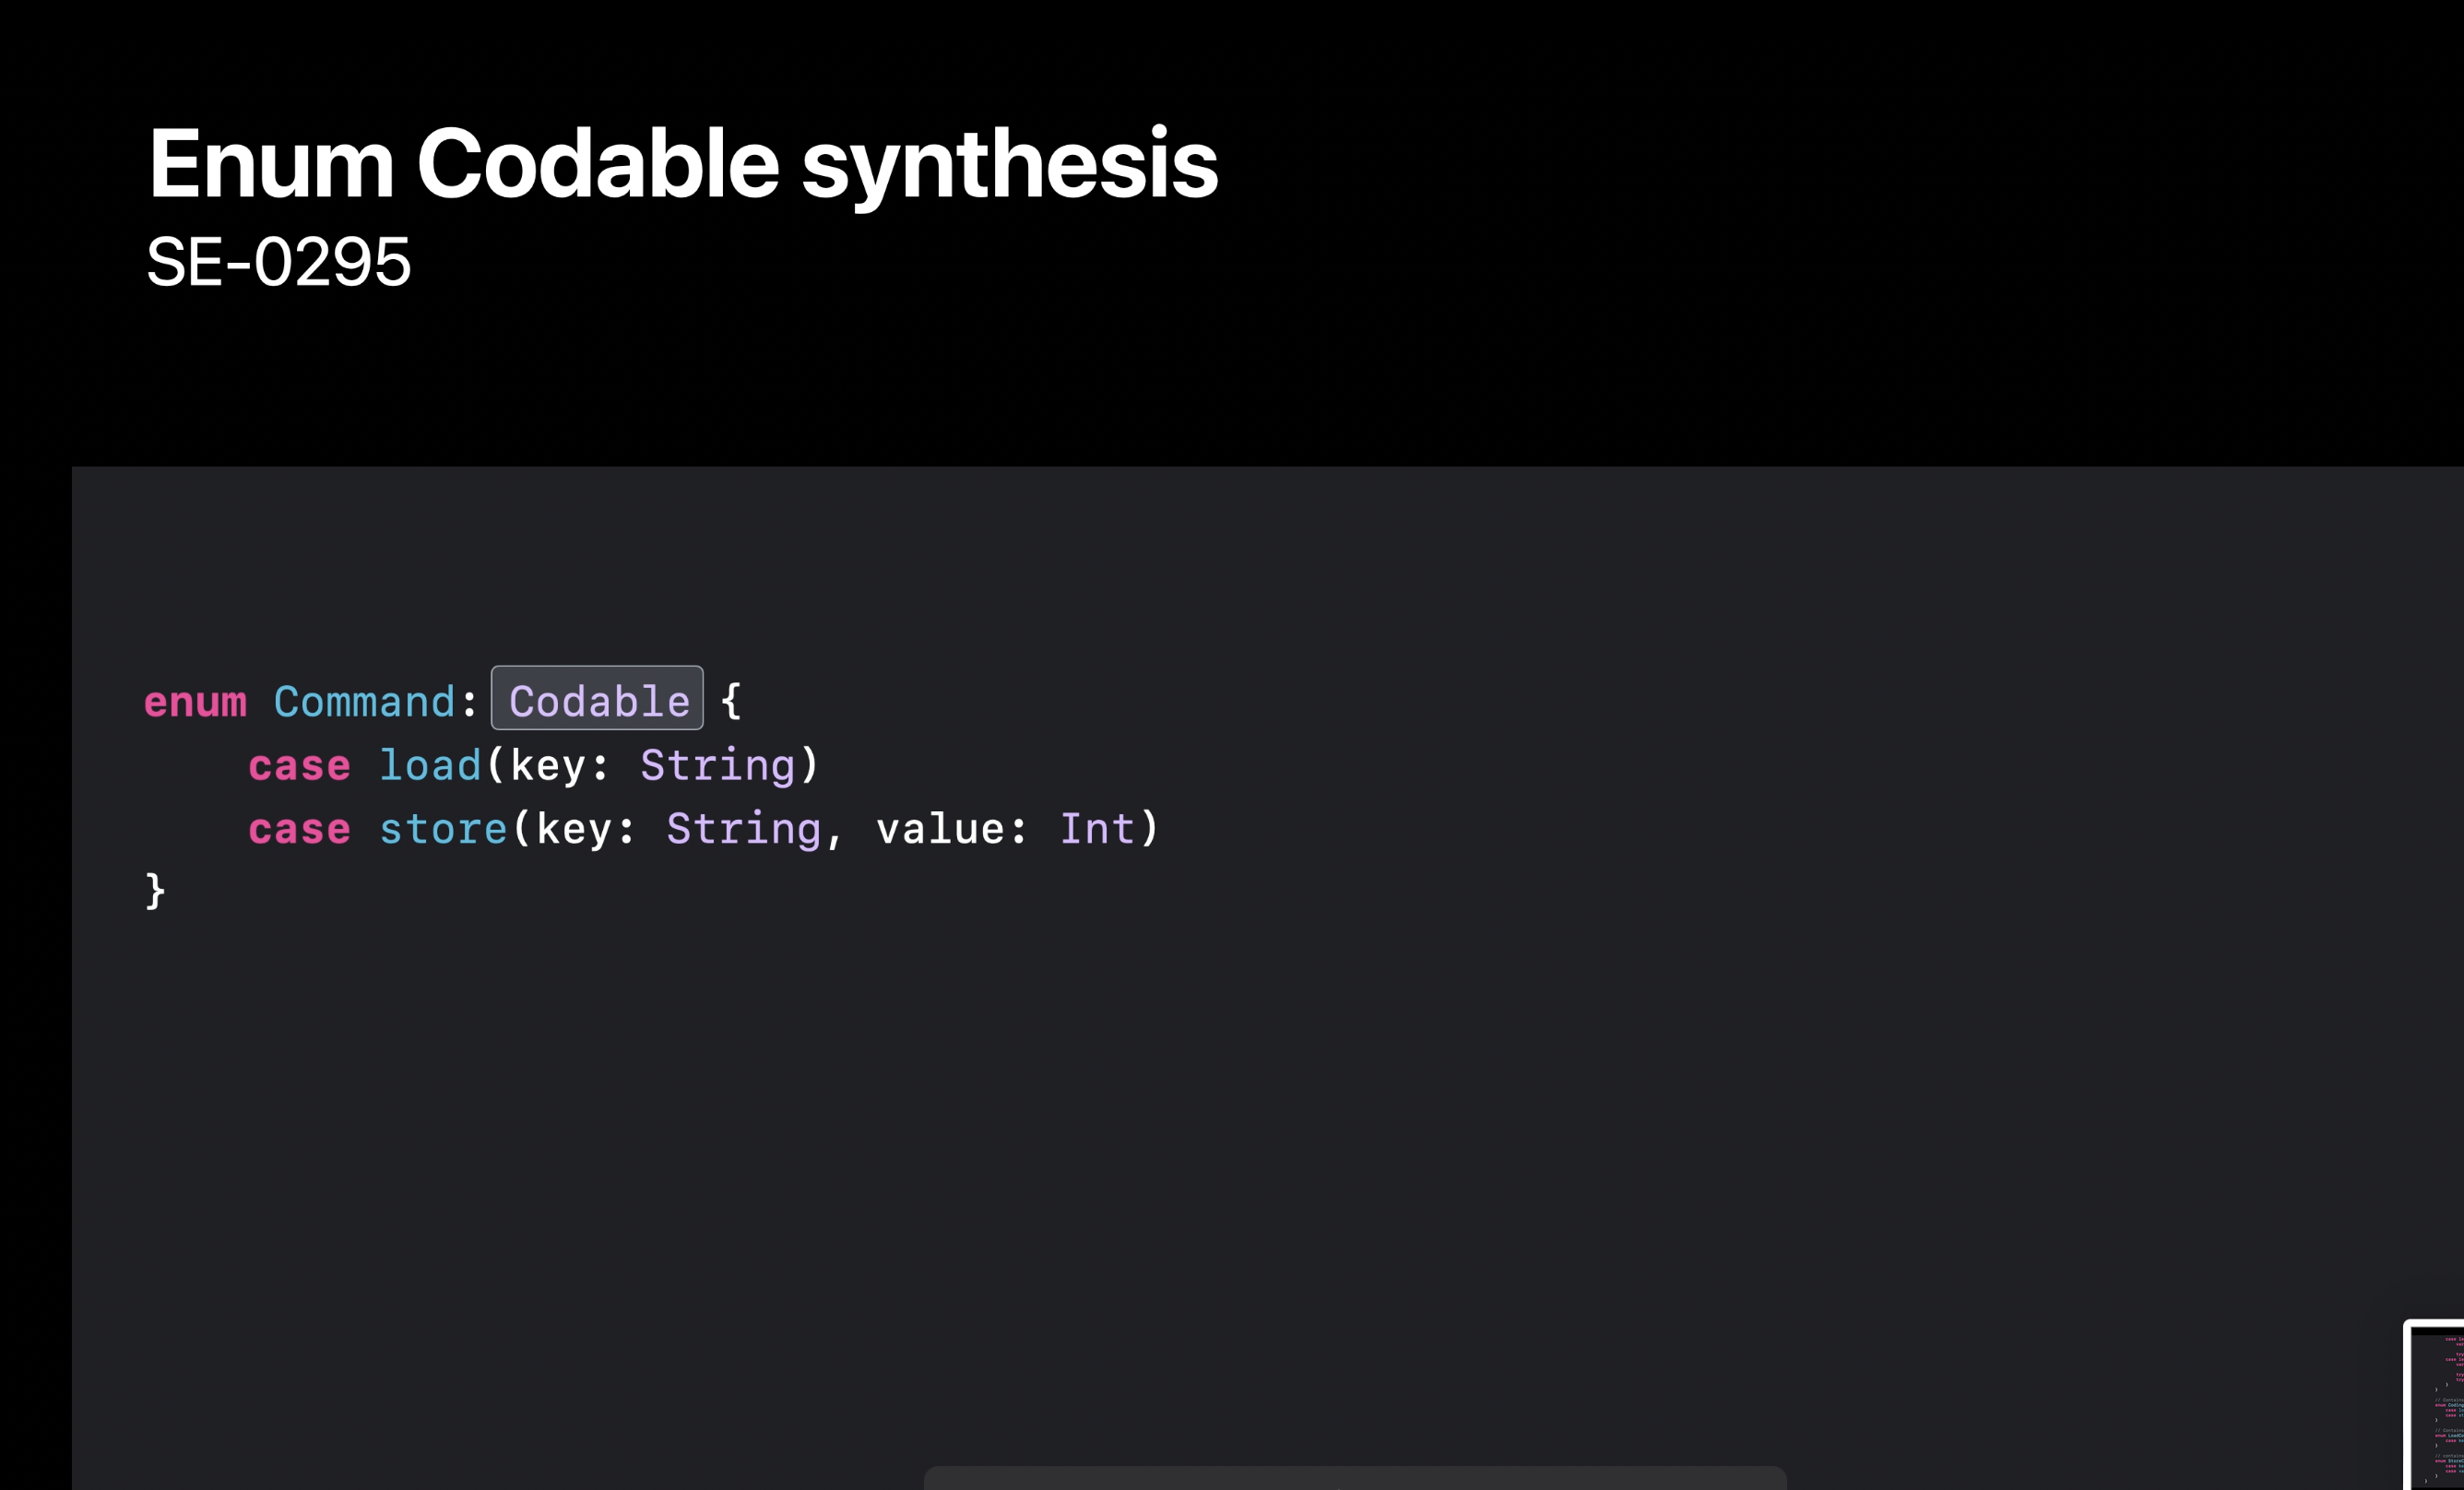 Enum Codable synthesis
SE-0295
enum Command: Codable {
    case load(key: String)
    case store(key: String, value: Int)
}